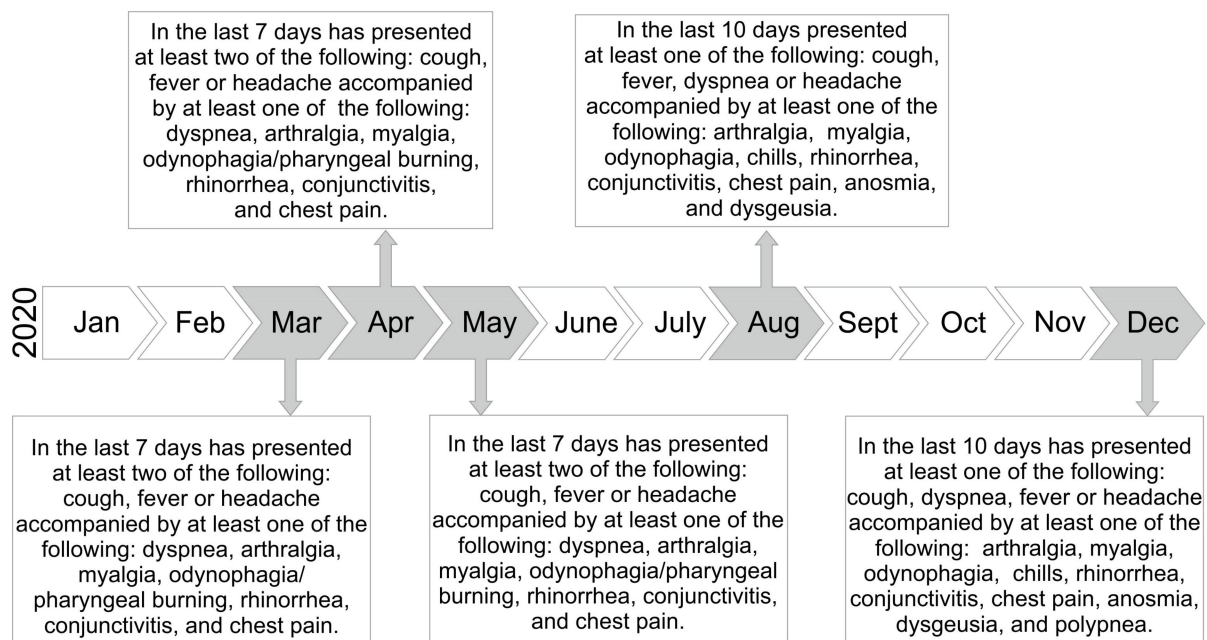 In the last 7 days has presented
at least two of the following: cough,
fever or headache accompanied
by at least one of the following:
dyspnea, arthralgia, myalgia,
odynophagia/pharyngeal burning,
rhinorrhea, conjunctivitis,
and chest pain.
In the last 10 days presented
at least one of the following: cough,
fever, dyspnea or headache
accompanied by at least one of the
following: arthralgia, myalgia,
odynophagia, chills, rhinorrhea,
conjunctivitis, chest pain, anosmia,
and dysgeusia.
2020
Jan Feb Mar Apr May June July Aug Sept Oct Nov Dec
In the last 7 days has presented
at least two of the following:
cough, fever or headache
accompanied by at least one of the
following: dyspnea, arthralgia,
myalgia, odynophagia/
pharyngeal burning, rhinorrhea,
conjunctivitis, and chest pain.
In the last 7 days has presented
at least two of the following:
cough, fever or headache
accompanied by at least one of the
following: dyspnea, arthralgia,
myalgia, odynophagia/pharyngeal
burning, rhinorrhea, conjunctivitis,
and chest pain.
In the last 10 days has presented
at least one of the following:
cough, dyspnea, fever or headache
accompanied by at least one of the
following: arthralgia, myalgia,
odynophagia, chills, rhinorrhea,
conjunctivitis, chest pain, anosmia,
dysgeusia, and polypnea.